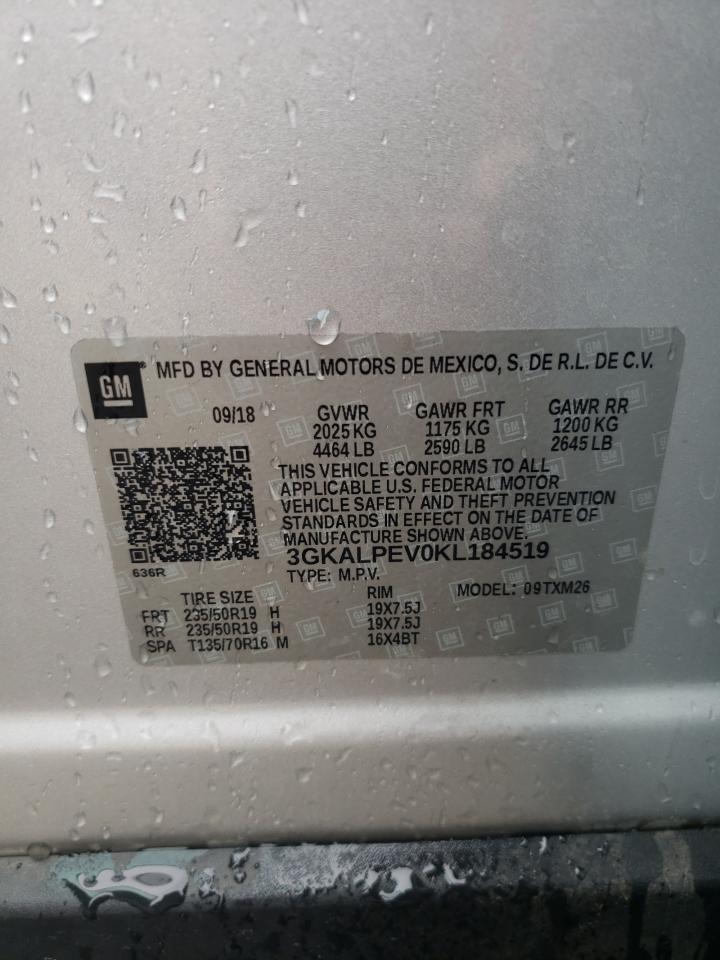 GM ® MFD BY GENERAL MOTORS DE MEXICO, S. DE R.L. DE C.V.
09/18 GVWR GAWR FRT GAWR RR
2025 KG 1175 KG 1200 KG
4464 LB 2590 LB 2645 LB
THIS VEHICLE CONFORMS TO ALL
APPLICABLE U.S. FEDERAL MOTOR
VEHICLE SAFETY AND THEFT PREVENTION
STANDARDS IN EFFECT ON THE DATE OF
MANUFACTURE SHOWN ABOVE.
3GKALPEV0KL184519
636R TYPE: M.P.V.
TIRE SIZE RIM MODEL: 09TXM26
FRT 235/50R19 H 19X7.5J
RR 235/50R19 H 19X7.5J
SPA T135/70R16 M 16X4BT